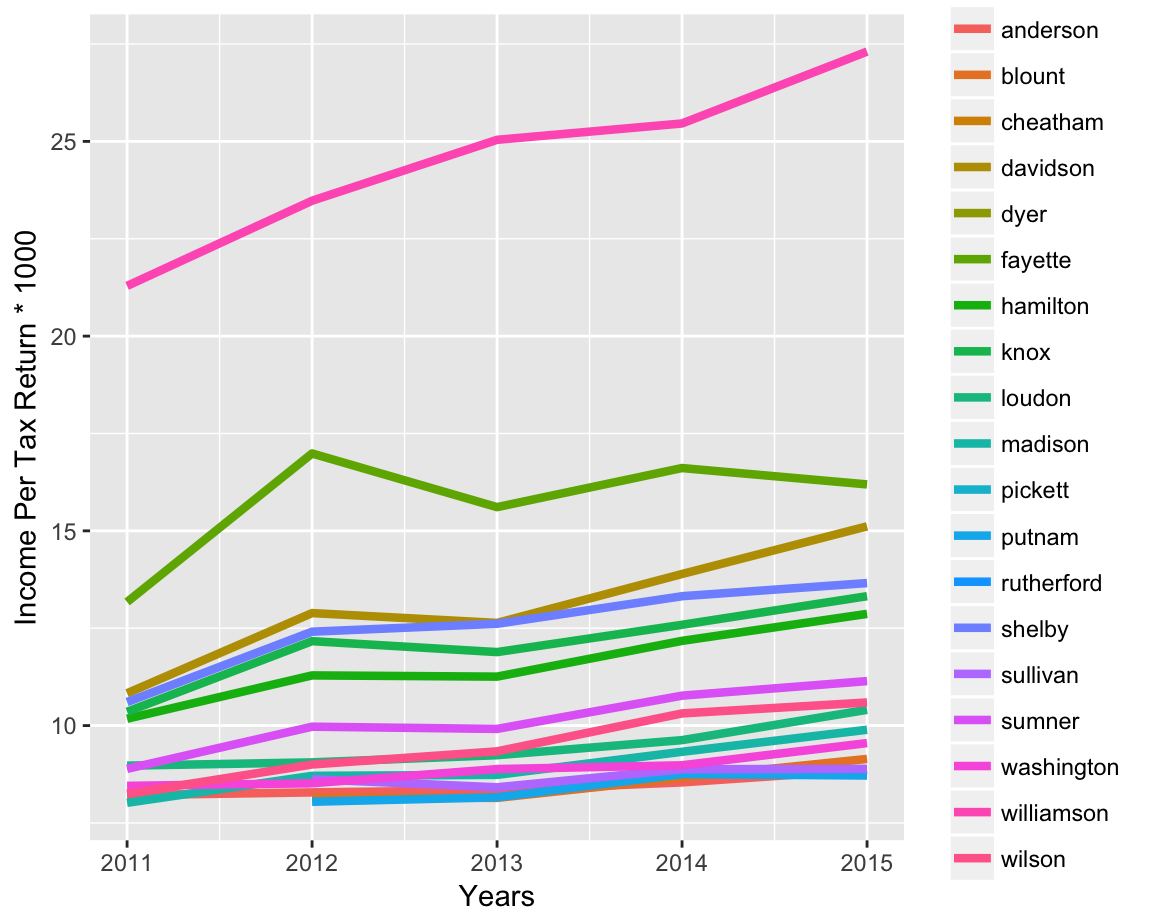 Income Per Tax Return * 1000
25
20
15
10
2011 2012 2013 2014 2015
Years
anderson
blount
cheatham
davidson
dyer
fayette
hamilton
knox
loudon
madison
pickett
putnam
rutherford
shelby
sullivan
sumner
washington
williamson
wilson